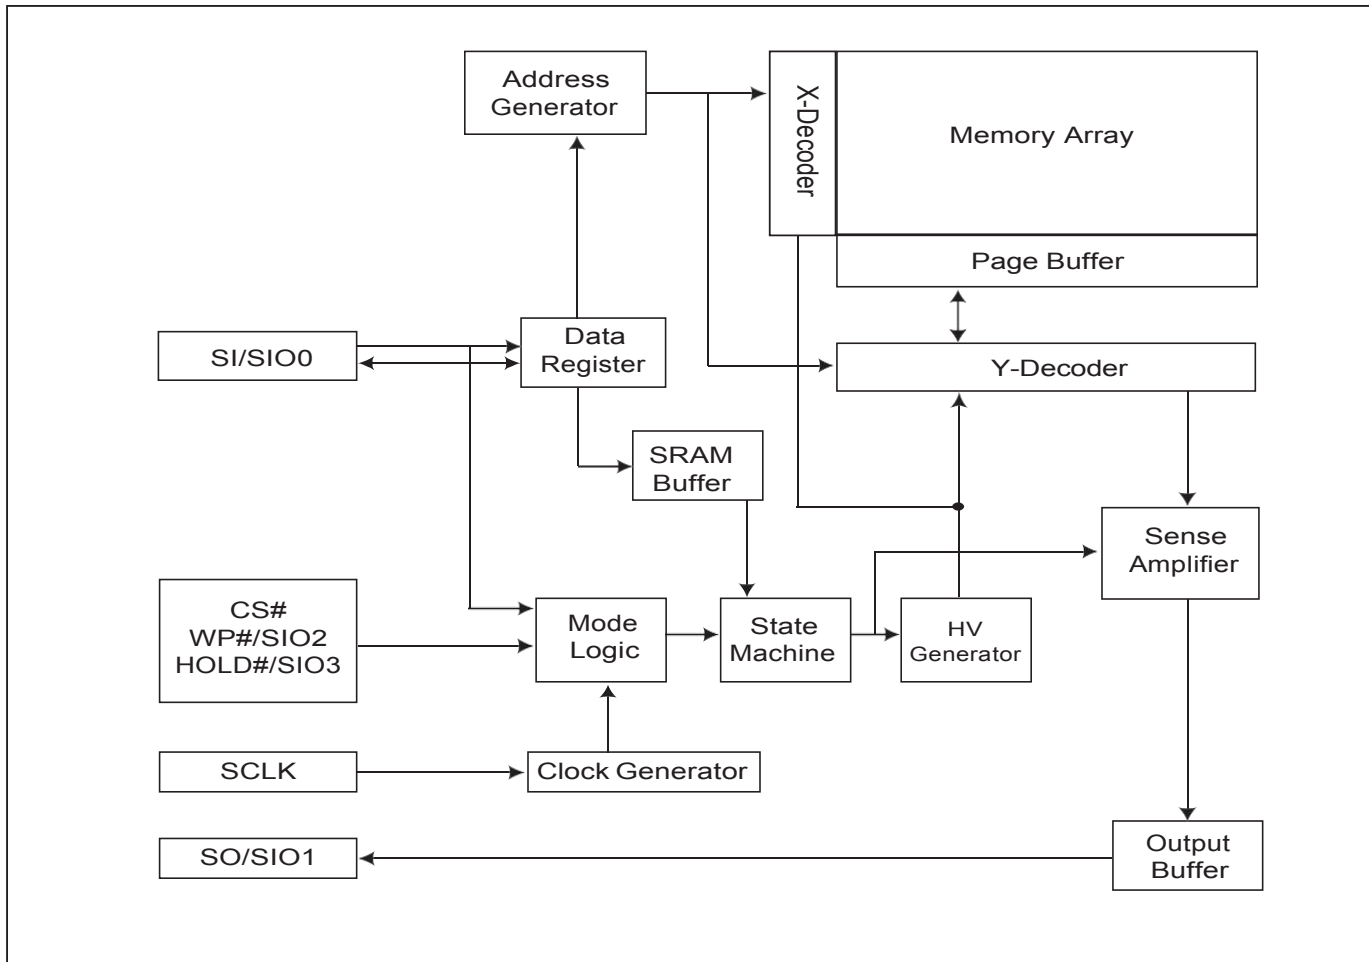 Address
Generator
X-Decoder
Memory Array
Page Buffer
SI/SIO0
Data
Register
Y-Decoder
SRAM
Buffer
Sense
Amplifier
CS#
WP#/SIO2
HOLD#/SIO3
Mode
Logic
State
Machine
HV
Generator
SCLK
Clock Generator
SO/SIO1
Output
Buffer